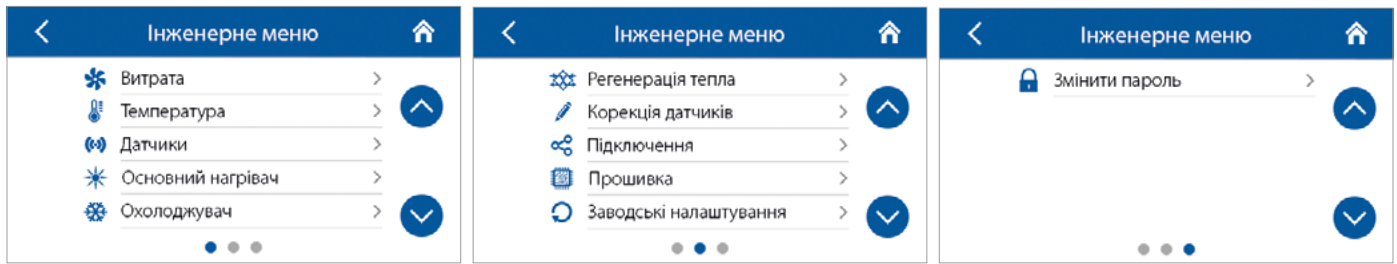 Інженерне меню
Витрата
Температура
Датчики
Основний нагрівач
Охолоджувач
Інженерне меню
Регенерація тепла
Корекція датчиків
Підключення
Прошивка
Заводські налаштування
Інженерне меню
Змінити пароль